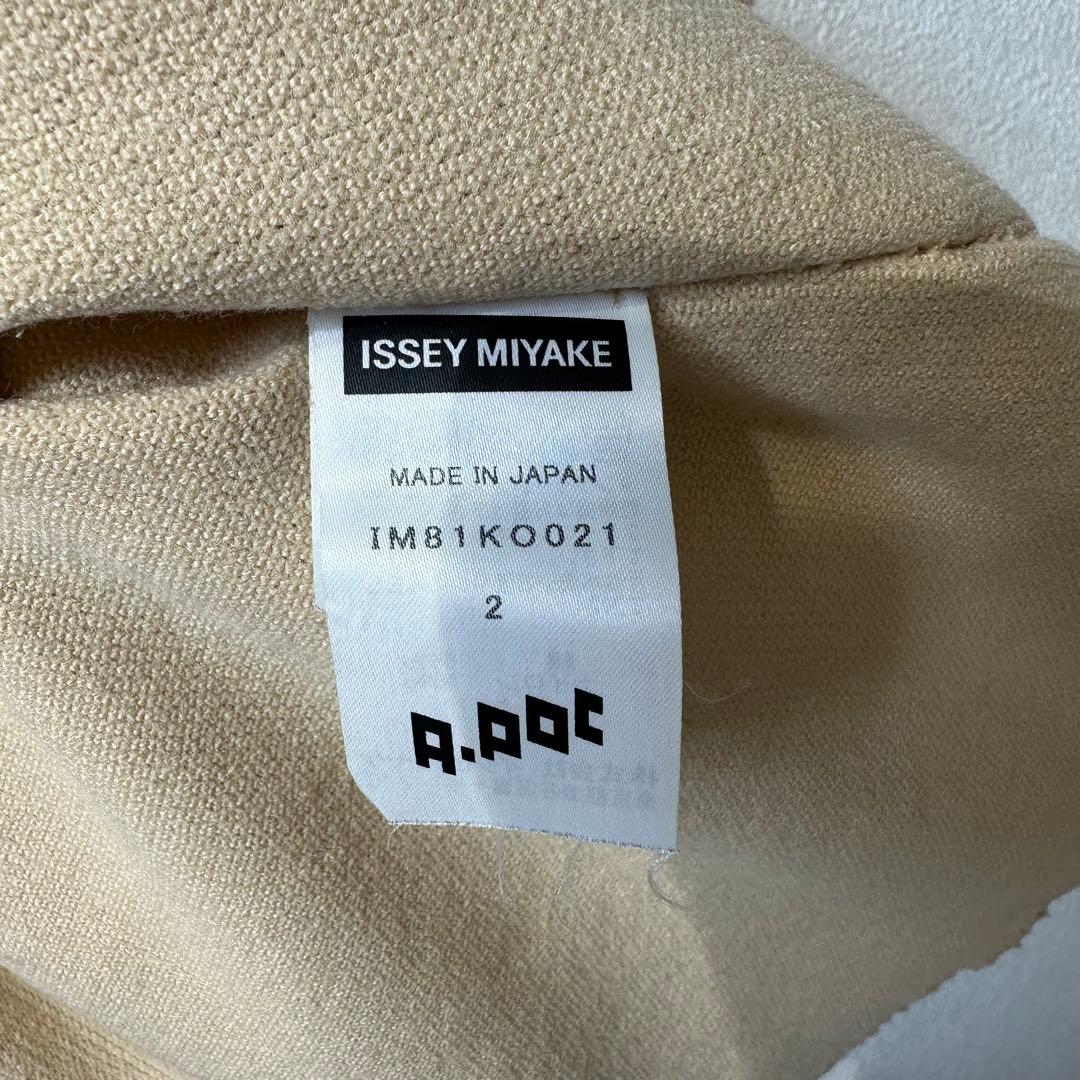 ISSEY MIYAKE
MADE IN JAPAN
IM81KO021
2
A.POC